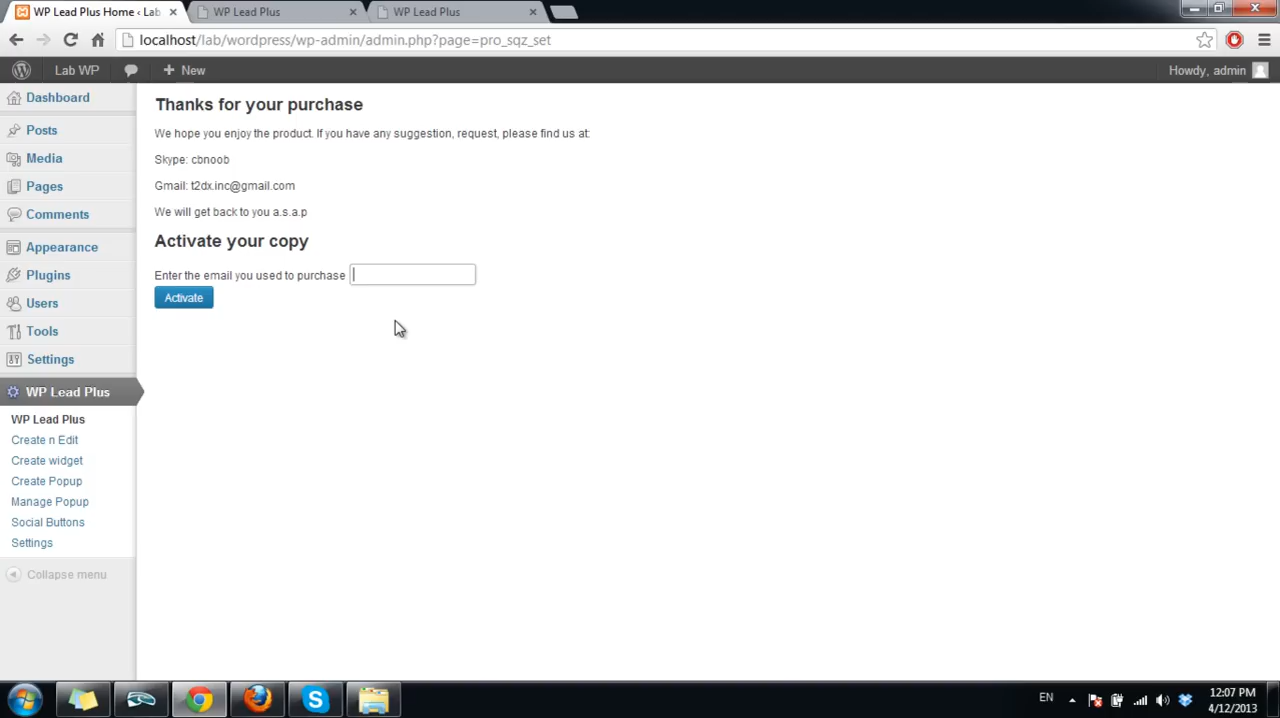 WP Lead Plus Home ‹ Lab
WP Lead Plus
WP Lead Plus
localhost/lab/wordpress/wp-admin/admin.php?page=pro_sqz_set
Lab WP
New
Howdy, admin
Dashboard
Posts
Media
Pages
Comments
Appearance
Plugins
Users
Tools
Settings
WP Lead Plus
WP Lead Plus
Create n Edit
Create widget
Create Popup
Manage Popup
Social Buttons
Settings
Collapse menu
Thanks for your purchase
We hope you enjoy the product. If you have any suggestion, request, please find us at:
Skype: cbnoob
Gmail: t2dx.inc@gmail.com
We will get back to you a.s.a.p
Activate your copy
Enter the email you used to purchase
Activate
EN
12:07 PM
4/12/2013